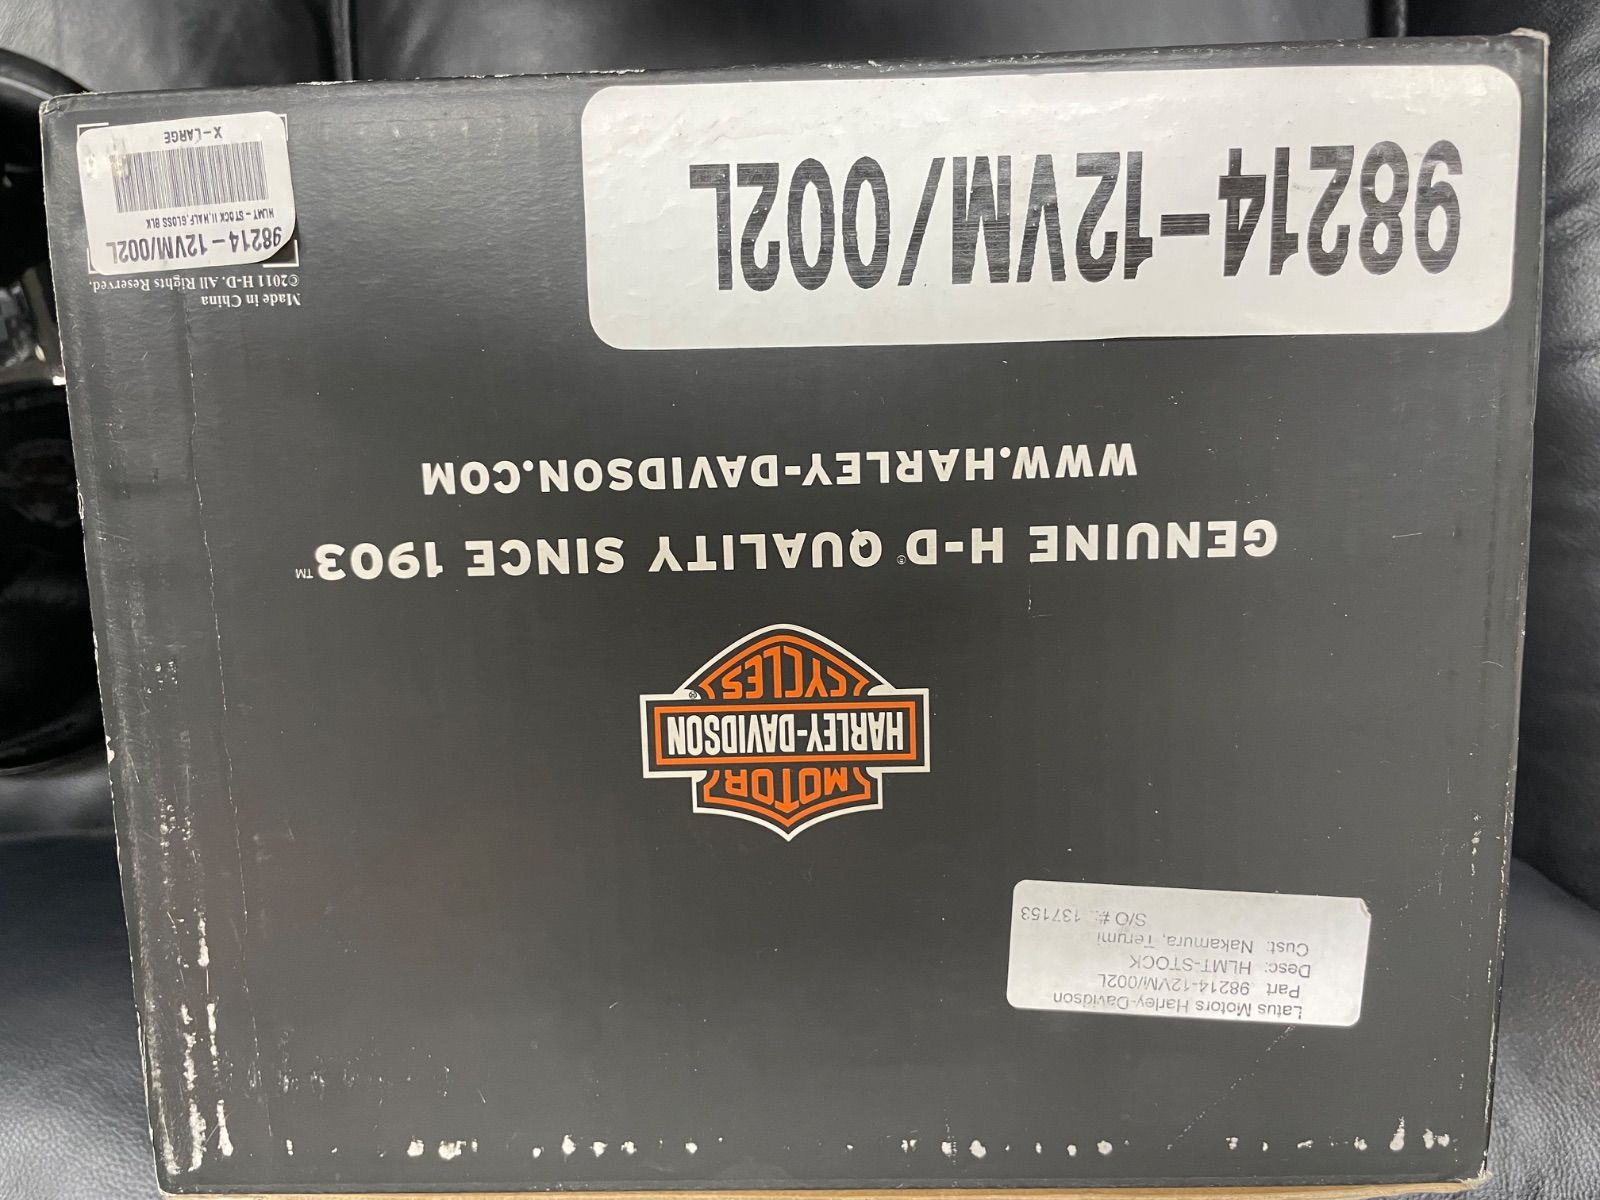 Latus Motors Harley-Davidson
Part: 98214-12VM/002L
Desc: HLMT-STOCK
Cust: Nakamura, Terumi
S/O #: 137153
MOTOR
HARLEY-DAVIDSON
CYCLES
GENUINE H-D® QUALITY SINCE 1903™
WWW.HARLEY-DAVIDSON.COM
98214-12VM/002L
Made in China
©2011 H-D. All Rights Reserved.
98214-12VM/002L
HLMT-STOCK II,HALF,GLOSS BLK
X-LARGE